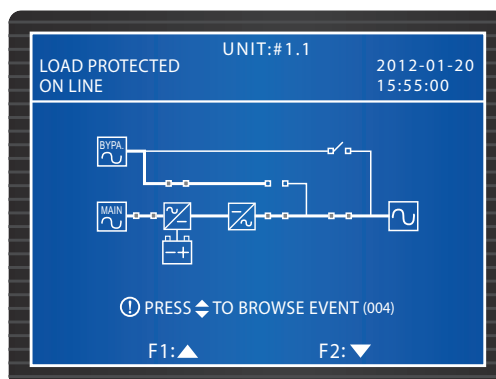 UNIT:#1.1
LOAD PROTECTED
ON LINE
2012-01-20
15:55:00
BYPA.
MAIN
PRESS TO BROWSE EVENT (004)
F1:
F2: